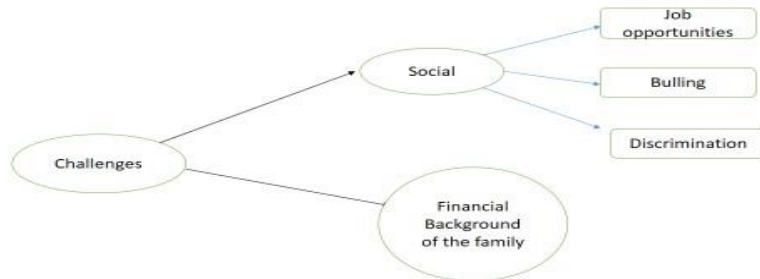 Job
opportunities
Social
Bulling
Discrimination
Challenges
Financial
Background
of the family